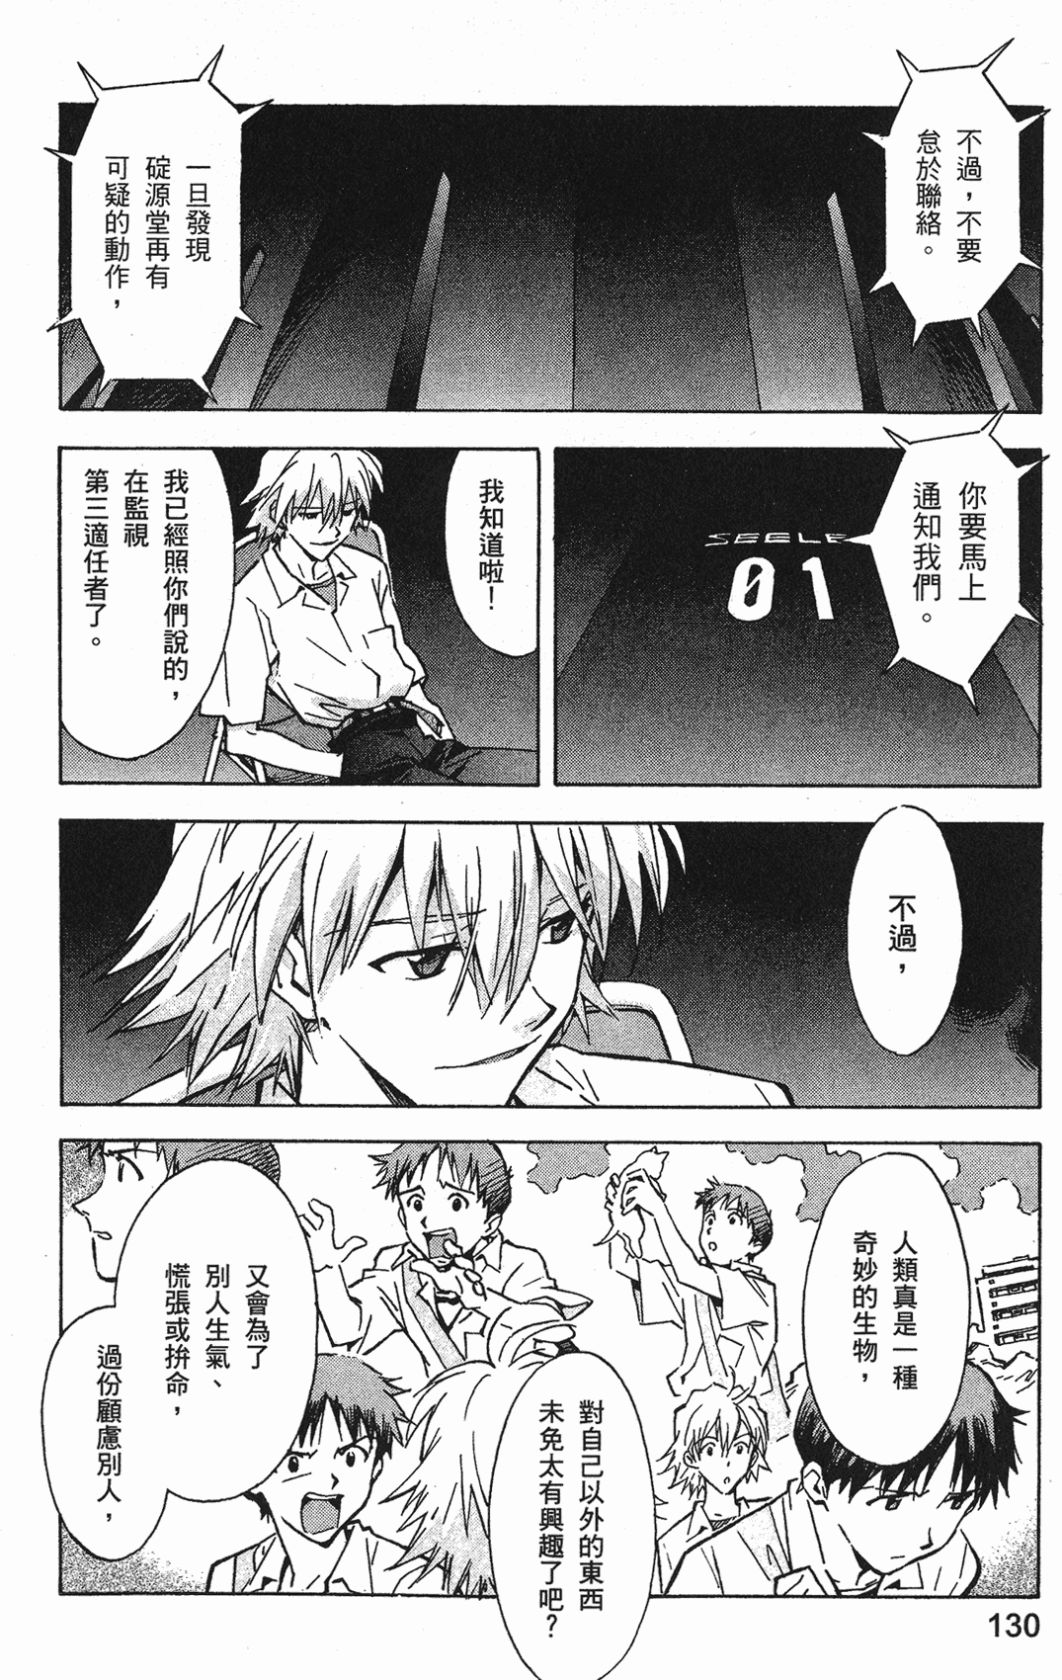 不過，不要
怠於聯絡。
一旦發現
碇源堂再有
可疑的動作，
你要馬上
通知我們。
SEELE
01
我知道啦！
我已經照你們說的，
在監視
第三適任者了。
不過，
人類真是一種
奇妙的生物，
對自己以外的東西
未免太有興趣了吧？
又會為了
別人生氣、
慌張或拚命，
過份顧慮別人，
130